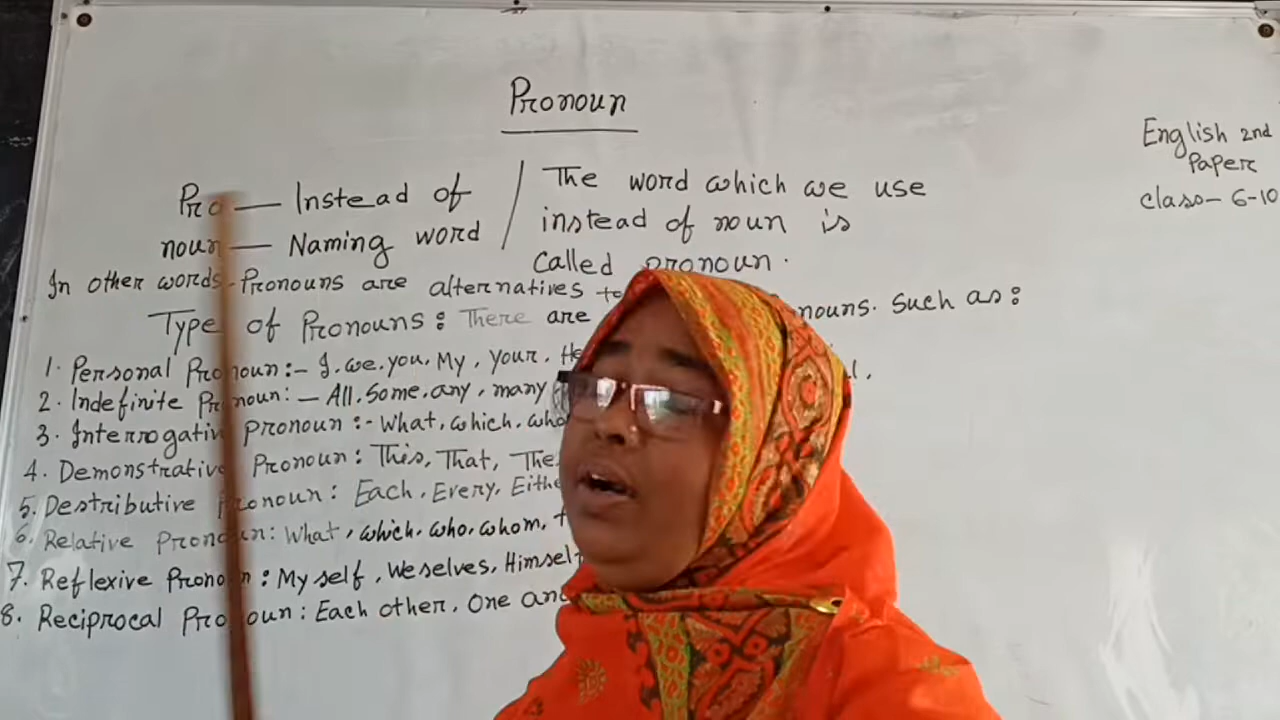 Pronoun
English 2nd
Paper
class- 6-10
Pro — Instead of
noun — Naming word
The word which we use
instead of noun is
called pronoun.
In other words - Pronouns are alternatives to nouns. Such as :
Type of Pronouns : There are
1. Personal Pronoun :- I. we. you. My, your.
2. Indefinite Pronoun : - All. Some. any, many
3. Interrogative pronoun :- What, which. who
4. Demonstrative Pronoun : This, That,
5. Destributive Pronoun : Each, Every,
6. Relative Pronoun : What, which. who. whom,
7. Reflexive Pronoun : My self, Weselves, Himself
8. Reciprocal Pronoun : Each other, One